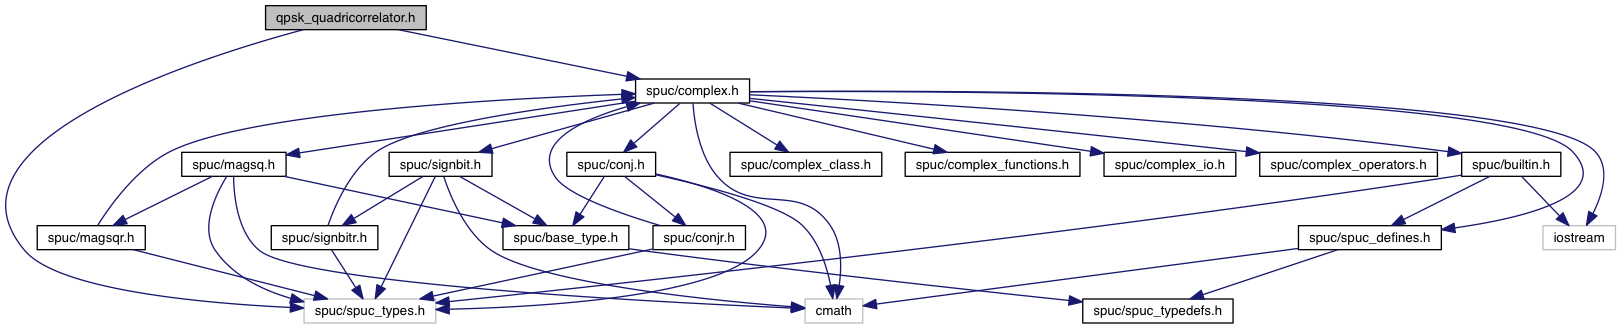 qpsk_quadricorrelator.h
spuc/complex.h
spuc/magsq.h
spuc/signbit.h
spuc/conj.h
spuc/complex_class.h
spuc/complex_functions.h
spuc/complex_io.h
spuc/complex_operators.h
spuc/builtin.h
spuc/magsqr.h
spuc/signbitr.h
spuc/base_type.h
spuc/conjr.h
spuc/spuc_defines.h
iostream
spuc/spuc_types.h
cmath
spuc/spuc_typedefs.h